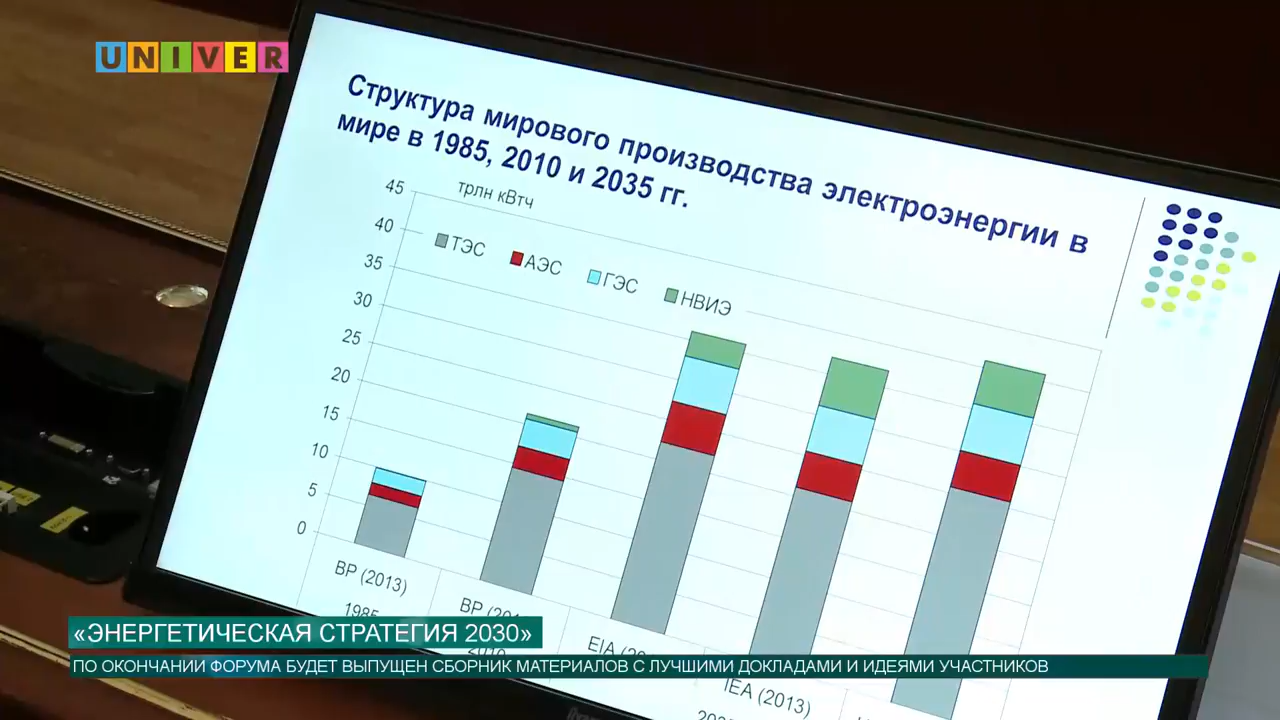 UNIVER
Структура мирового производства электроэнергии в
мире в 1985, 2010 и 2035 гг.
трлн кВтч
45
40
35
30
25
20
15
10
5
0
ТЭС АЭС ГЭС НВИЭ
BP (2013)
1985
2010
EIA
IEA (2013)
«ЭНЕРГЕТИЧЕСКАЯ СТРАТЕГИЯ 2030»
ПО ОКОНЧАНИИ ФОРУМА БУДЕТ ВЫПУЩЕН СБОРНИК МАТЕРИАЛОВ С ЛУЧШИМИ ДОКЛАДАМИ И ИДЕЯМИ УЧАСТНИКОВ